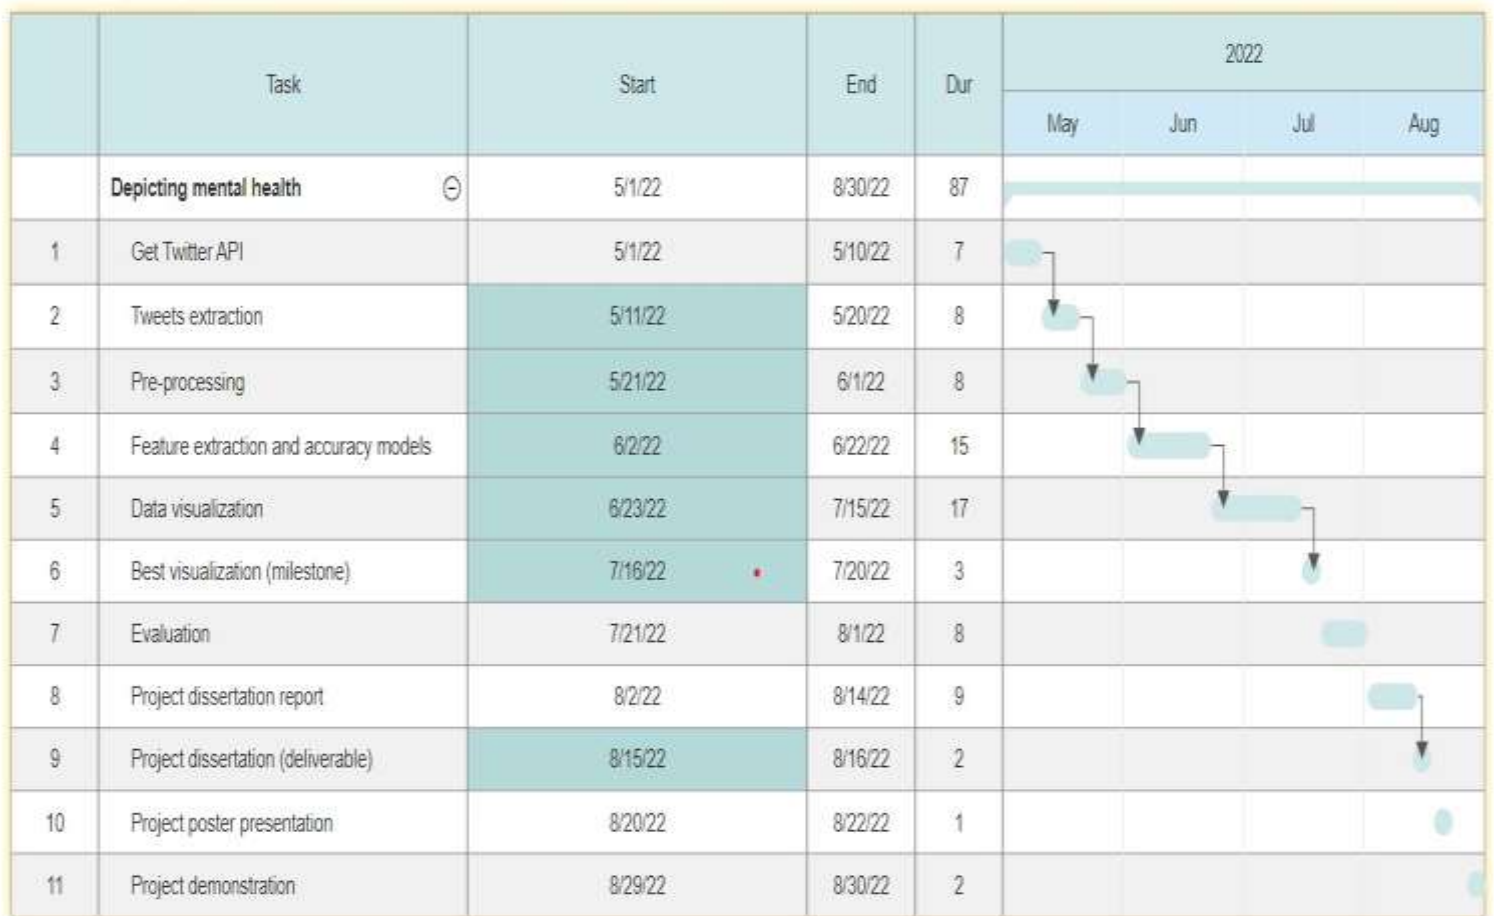 Task Start End Dur 2022
May Jun Jul Aug
Depicting mental health 5/1/22 8/30/22 87
1 Get Twitter API 5/1/22 5/10/22 7
2 Tweets extraction 5/11/22 5/20/22 8
3 Pre-processing 5/21/22 6/1/22 8
4 Feature extraction and accuracy models 6/2/22 6/22/22 15
5 Data visualization 6/23/22 7/15/22 17
6 Best visualization (milestone) 7/16/22 7/20/22 3
7 Evaluation 7/21/22 8/1/22 8
8 Project dissertation report 8/2/22 8/14/22 9
9 Project dissertation (deliverable) 8/15/22 8/16/22 2
10 Project poster presentation 8/20/22 8/22/22 1
11 Project demonstration 8/29/22 8/30/22 2